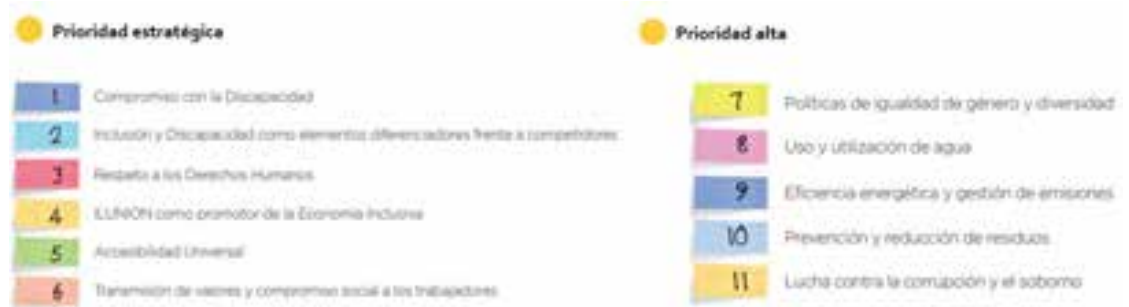 Prioridad estratégica
1 Compromiso con la Discapacidad
2 Inclusión y Discapacidad como elementos diferenciadores frente a competidores
3 Respeto a los Derechos Humanos
4 ILUNION como promotor de la Economía Inclusiva
5 Accesibilidad Universal
6 Transmisión de valores y compromiso social a los trabajadores
Prioridad alta
7 Políticas de igualdad de género y diversidad
8 Uso y utilización de agua
9 Eficiencia energética y gestión de emisiones
10 Prevención y reducción de residuos
11 Lucha contra la corrupción y el soborno